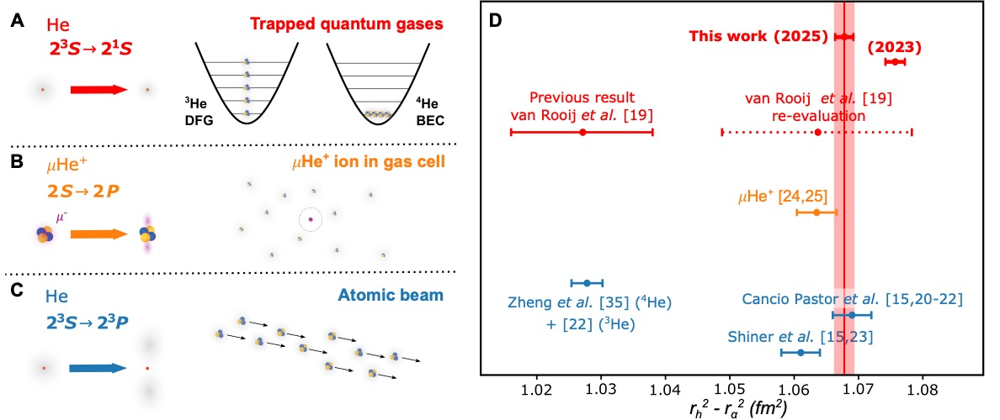 A
He
2³S→2¹S
Trapped quantum gases
³He
DFG
⁴He
BEC
B
μHe⁺
2S→2P
μ⁻
μHe⁺ ion in gas cell
C
He
2³S→2³P
Atomic beam
D
This work (2025)
(2023)
Previous result
van Rooij et al. [19]
van Rooij et al. [19]
re-evaluation
μHe⁺ [24,25]
Zheng et al. [35] (⁴He)
+ [22] (³He)
Cancio Pastor et al. [15,20-22]
Shiner et al. [15,23]
1.02 1.03 1.04 1.05 1.06 1.07 1.08
rₕ² - rα² (fm²)